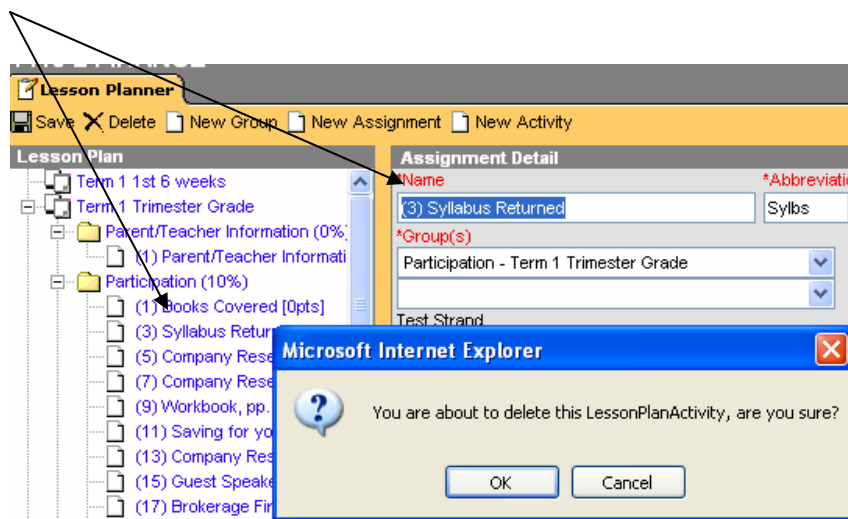 Lesson Planner
Save Delete New Group New Assignment New Activity
Lesson Plan
Term 1 1st 6 weeks
Term 1 Trimester Grade
Parent/Teacher Information (0%)
(1) Parent/Teacher Informati
Participation (10%)
(1) Books Covered [0pts]
(3) Syllabus Retur
(5) Company Rese
(7) Company Rese
(9) Workbook, pp.
(11) Saving for yo
(13) Company Res
(15) Guest Speake
(17) Brokerage Fir
Assignment Detail
*Name *Abbreviatio
(3) Syllabus Returned Sylbs
*Group(s)
Participation - Term 1 Trimester Grade
Test Strand
Microsoft Internet Explorer
You are about to delete this LessonPlanActivity, are you sure?
OK Cancel